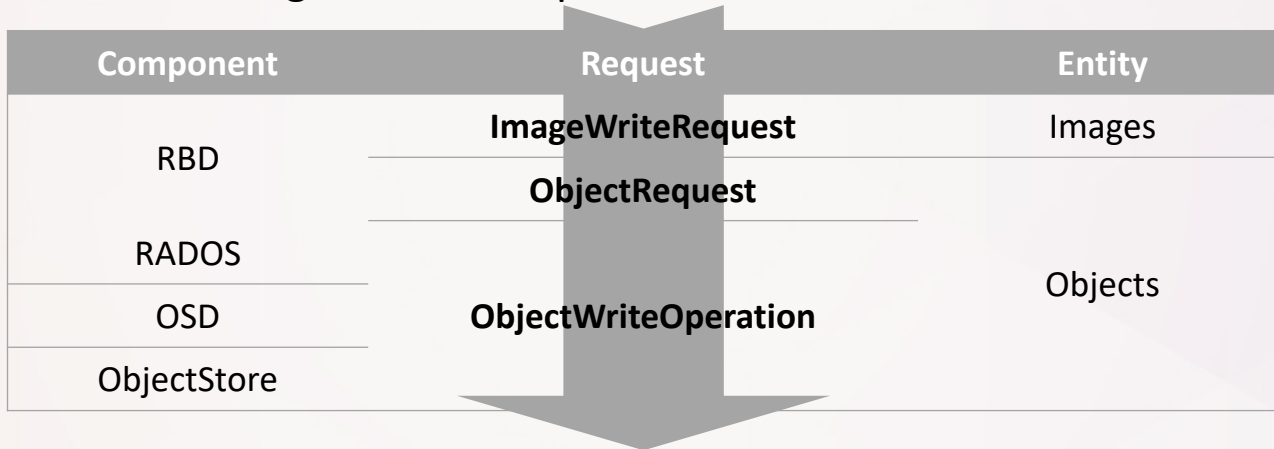 Component Request Entity
RBD ImageWriteRequest Images
ObjectRequest
RADOS
Objects
OSD ObjectWriteOperation
ObjectStore